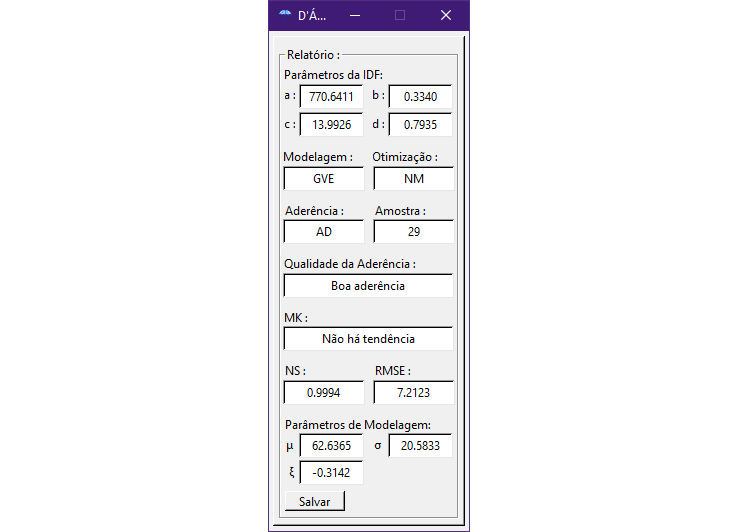 D'Á...
Relatório :
Parâmetros da IDF:
a : 770.6411 b : 0.3340
c : 13.9926 d : 0.7935
Modelagem : Otimização :
GVE NM
Aderência : Amostra :
AD 29
Qualidade da Aderência :
Boa aderência
MK :
Não há tendência
NS : RMSE :
0.9994 7.2123
Parâmetros de Modelagem:
μ 62.6365 σ 20.5833
ξ -0.3142
Salvar